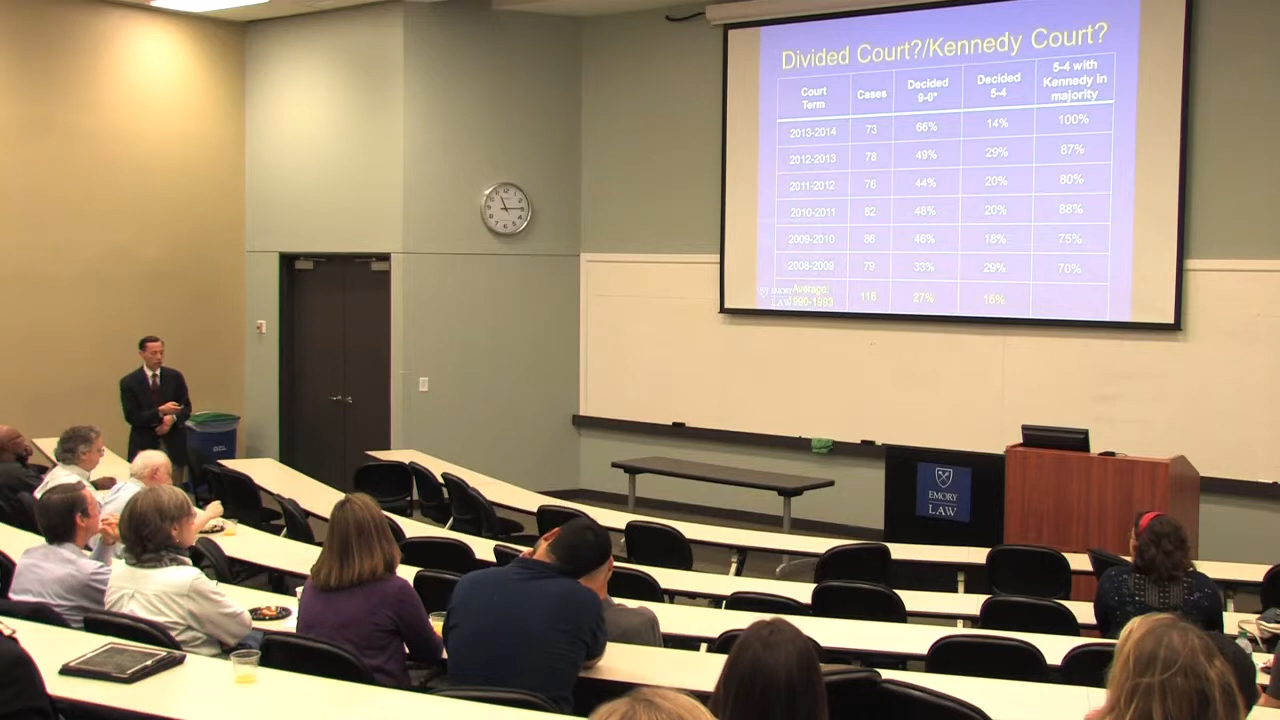 Divided Court?/Kennedy Court?
Court Term Cases Decided 9-0* Decided 5-4 5-4 with Kennedy in majority
2013-2014 73 66% 14% 100%
2012-2013 78 49% 29% 87%
2011-2012 76 44% 20% 80%
2010-2011 82 48% 20% 88%
2009-2010 86 46% 18% 75%
2008-2009 79 33% 29% 70%
Average 1990-1993 116 27% 15%
EMORY
LAW
EMORY
LAW